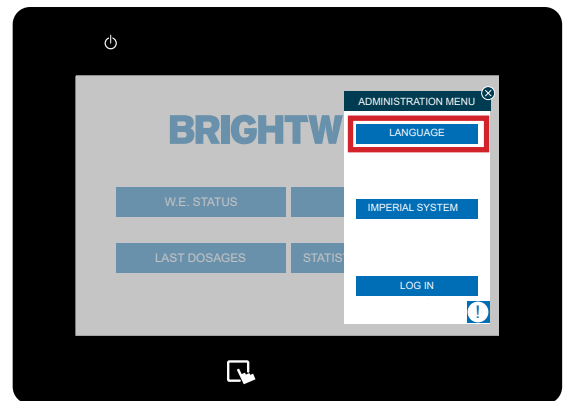 ADMINISTRATION MENU
BRIGHTW
LANGUAGE
W.E. STATUS
IMPERIAL SYSTEM
LAST DOSAGES
STATIS
LOG IN
!